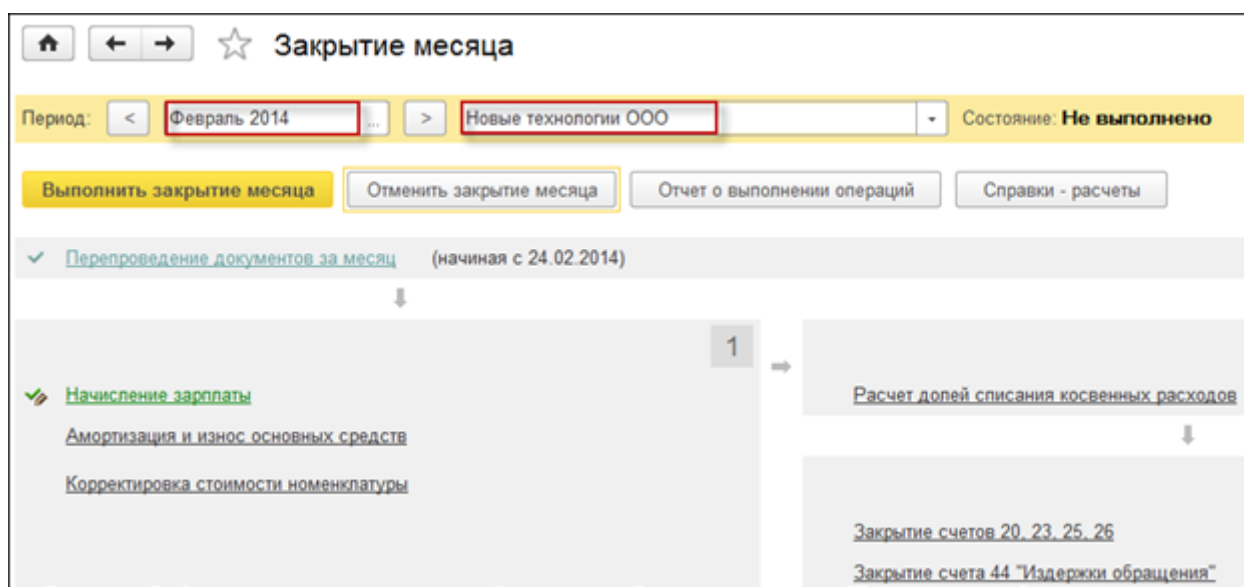 Закрытие месяца
Период: < Февраль 2014 ... > Новые технологии ООО Состояние: Не выполнено
Выполнить закрытие месяца Отменить закрытие месяца Отчет о выполнении операций Справки - расчеты
Перепроведение документов за месяц (начиная с 24.02.2014)
1
Начисление зарплаты
Расчет долей списания косвенных расходов
Амортизация и износ основных средств
Корректировка стоимости номенклатуры
Закрытие счетов 20, 23, 25, 26
Закрытие счета 44 "Издержки обращения"